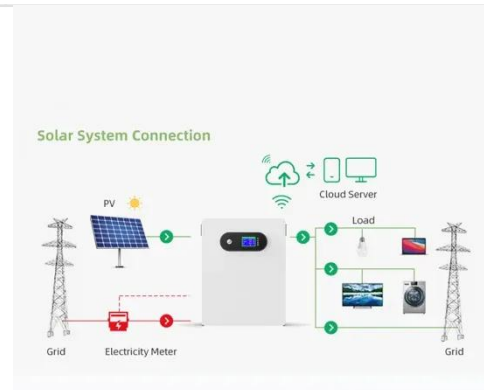 Solar System Connection
Cloud Server
PV
Load
Grid
Electricity Meter
Grid